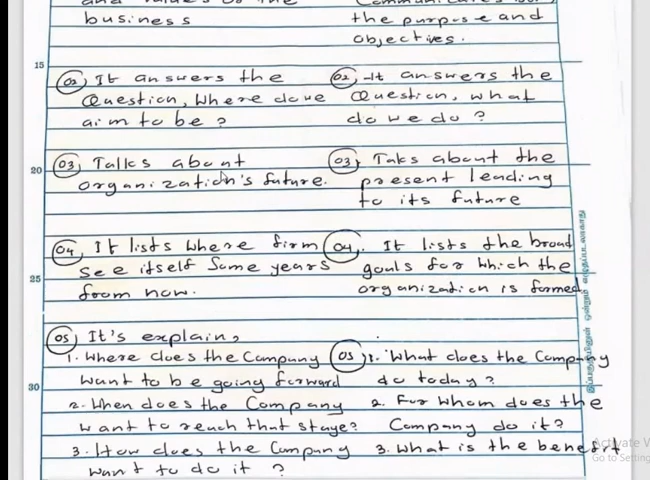 business
the purpose and
objectives.
15
02, It answers the
Question, Where do we
aim to be ?
02, It answers the
Question, what
do we do ?
20
03, Talks about
organization's future.
03, Taks about the
present leading
to its future
25
04, It lists where firm
see itself some years
from now.
04, It lists the broad
goals for which the
organization is formed
30
05, It's explain,
1. Where does the Company
want to be going forward
2. When does the Company
want to reach that stage?
3. How does the Company
want to do it ?
05, 1. What does the Company
do today ?
2. For Whom does the
Company do it?
3. What is the benefit
Activate W
Go to Setting